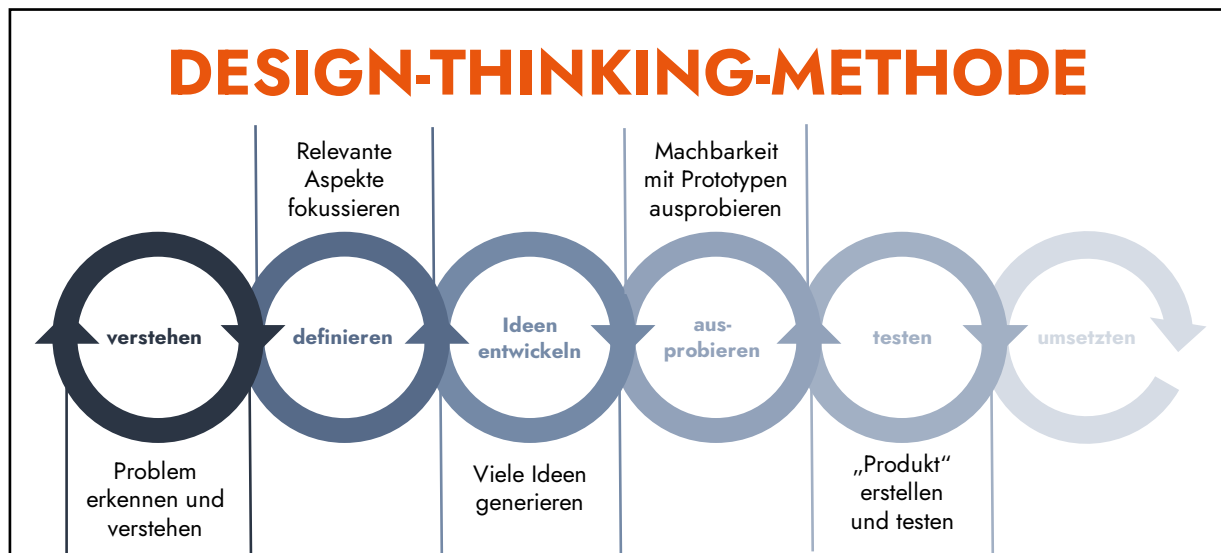 DESIGN-THINKING-METHODE
Relevante
Aspekte
fokussieren
Machbarkeit
mit Prototypen
ausprobieren
verstehen
definieren
Ideen
entwickeln
aus-
probieren
testen
umsetzten
Problem
erkennen und
verstehen
Viele Ideen
generieren
„Produkt“
erstellen
und testen